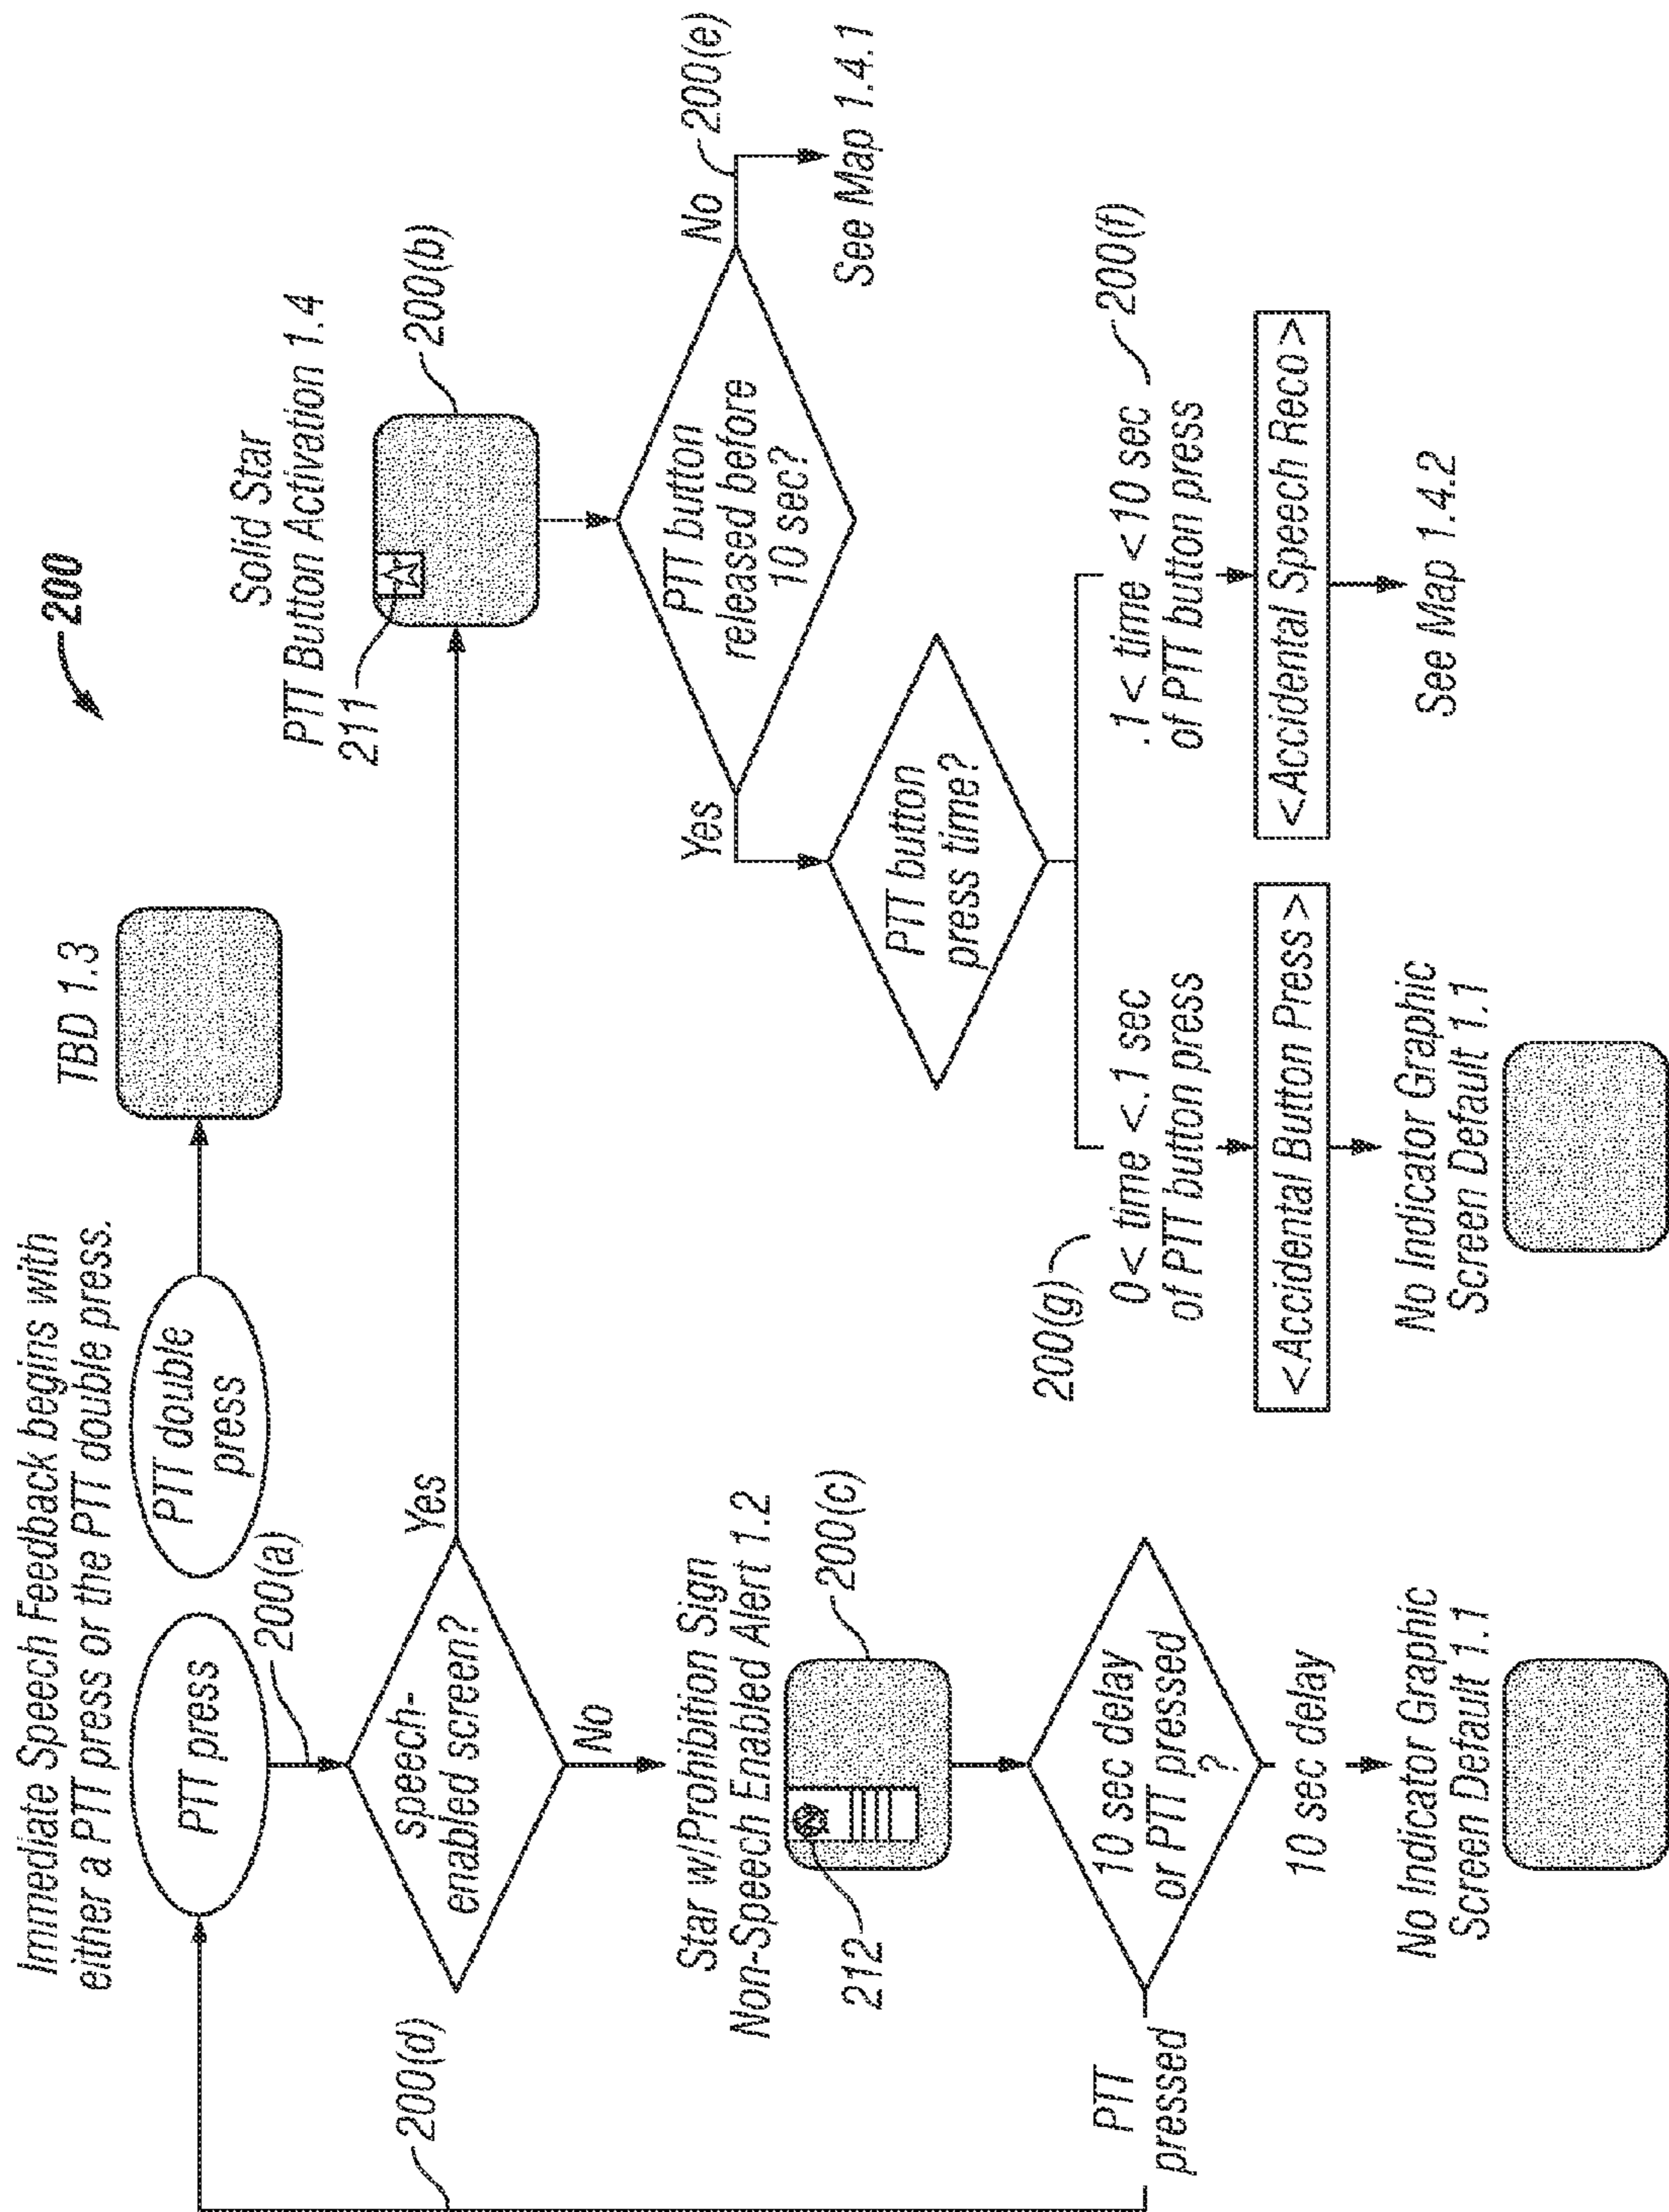 200
Immediate Speech Feedback begins with
either a PTT press or the PTT double press.
PTT press
PTT double
press
TBD 1.3
200(a)
200(d)
speech-
enabled screen?
Yes
No
Solid Star
PTT Button Activation 1.4
211
200(b)
Star w/Prohibition Sign
Non-Speech Enabled Alert 1.2
212
200(c)
PTT button
released before
10 sec?
Yes
No
200(e)
See Map 1.4.1
PTT button
press time?
10 sec delay
or PTT pressed
?
PTT
pressed
10 sec delay
No Indicator Graphic
Screen Default 1.1
200(g)
0< time <.1 sec
of PTT button press
<Accidental Button Press>
No Indicator Graphic
Screen Default 1.1
.1< time <10 sec
of PTT button press
200(f)
<Accidental Speech Reco>
See Map 1.4.2